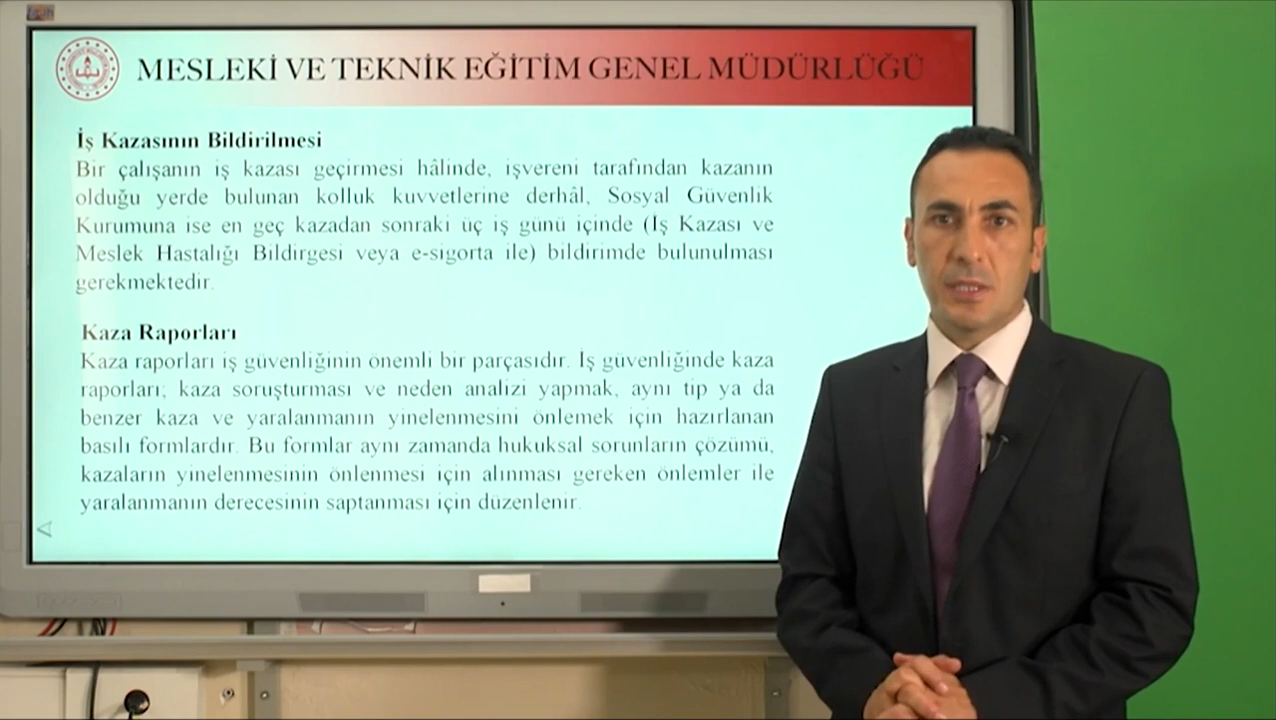 MESLEKİ VE TEKNİK EĞİTİM GENEL MÜDÜRLÜĞÜ
İş Kazasının Bildirilmesi
Bir çalışanın iş kazası geçirmesi hâlinde, işvereni tarafından kazanın
olduğu yerde bulunan kolluk kuvvetlerine derhâl, Sosyal Güvenlik
Kurumuna ise en geç kazadan sonraki üç iş günü içinde (İş Kazası ve
Meslek Hastalığı Bildirgesi veya e-sigorta ile) bildirimde bulunulması
gerekmektedir.
Kaza Raporları
Kaza raporları iş güvenliğinin önemli bir parçasıdır. İş güvenliğinde kaza
raporları; kaza soruşturması ve neden analizi yapmak, aynı tip ya da
benzer kaza ve yaralanmanın yinelenmesini önlemek için hazırlanan
basılı formlardır. Bu formlar aynı zamanda hukuksal sorunların çözümü,
kazaların yinelenmesinin önlenmesi için alınması gereken önlemler ile
yaralanmanın derecesinin saptanması için düzenlenir.